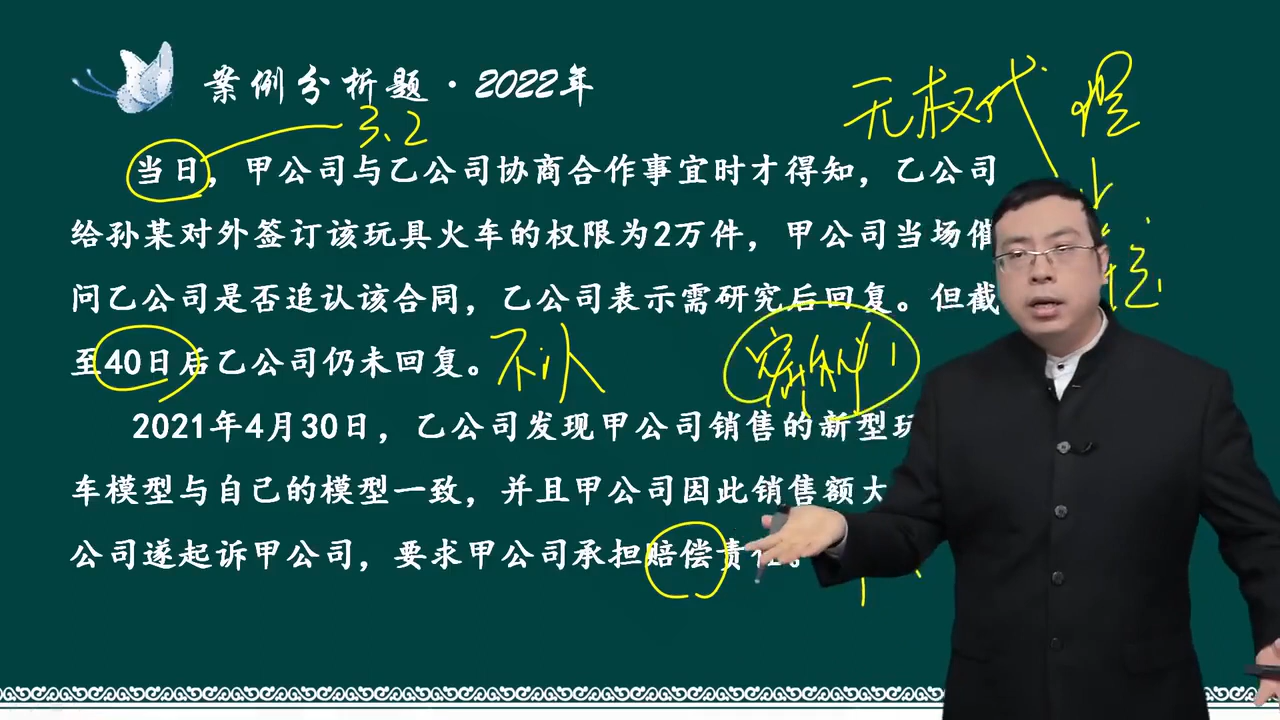 案例分析题·2022年
3.2
无权代理
当日，甲公司与乙公司协商合作事宜时才得知，乙公司
给孙某对外签订该玩具火车的权限为2万件，甲公司当场催
问乙公司是否追认该合同，乙公司表示需研究后回复。但截
至40日后乙公司仍未回复。
不认
2021年4月30日，乙公司发现甲公司销售的新型玩
车模型与自己的模型一致，并且甲公司因此销售额大
公司遂起诉甲公司，要求甲公司承担赔偿责